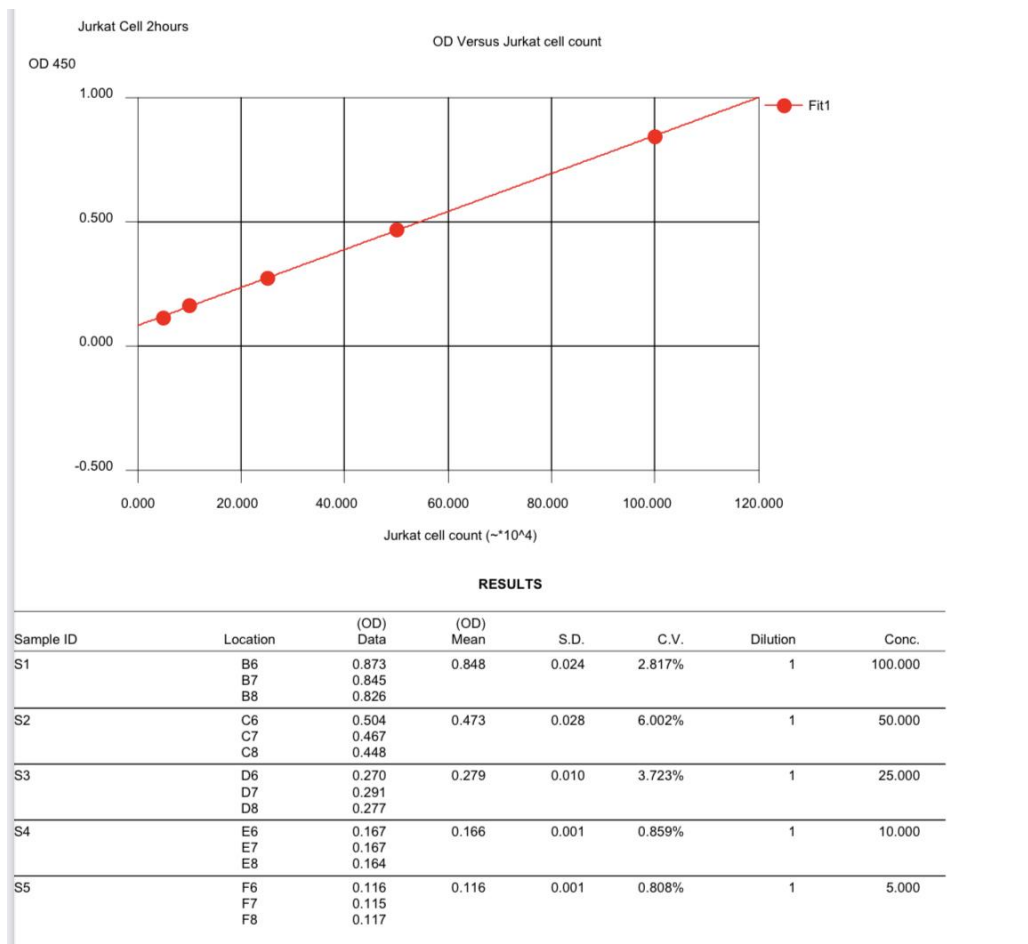 Jurkat Cell 2hours
OD Versus Jurkat cell count
OD 450
1.000
Fit1
0.500
0.000
-0.500
0.000 20.000 40.000 60.000 80.000 100.000 120.000
Jurkat cell count (~*10^4)
RESULTS
(OD) (OD)
Sample ID Location Data Mean S.D. C.V. Dilution Conc.
S1 B6 0.873 0.848 0.024 2.817% 1 100.000
B7 0.845
B8 0.826
S2 C6 0.504 0.473 0.028 6.002% 1 50.000
C7 0.467
C8 0.448
S3 D6 0.270 0.279 0.010 3.723% 1 25.000
D7 0.291
D8 0.277
S4 E6 0.167 0.166 0.001 0.859% 1 10.000
E7 0.167
E8 0.164
S5 F6 0.116 0.116 0.001 0.808% 1 5.000
F7 0.115
F8 0.117